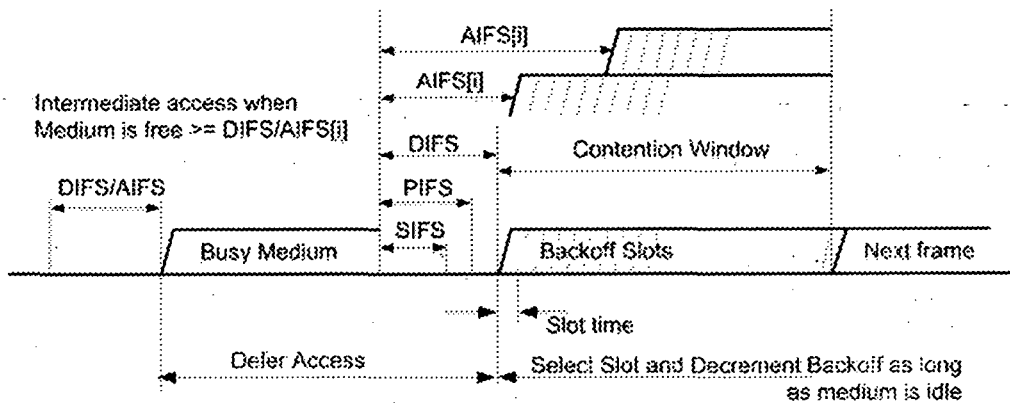 AIFS[i]
AIFS[i]
Intermediate access when
Medium is free >= DIFS/AIFS[i]
DIFS
Contention Window
DIFS/AIFS
PIFS
SIFS
Busy Medium
Backoff Slots
Next frame
Slot time
Defer Access
Select Slot and Decrement Backoff as long
as medium is idle